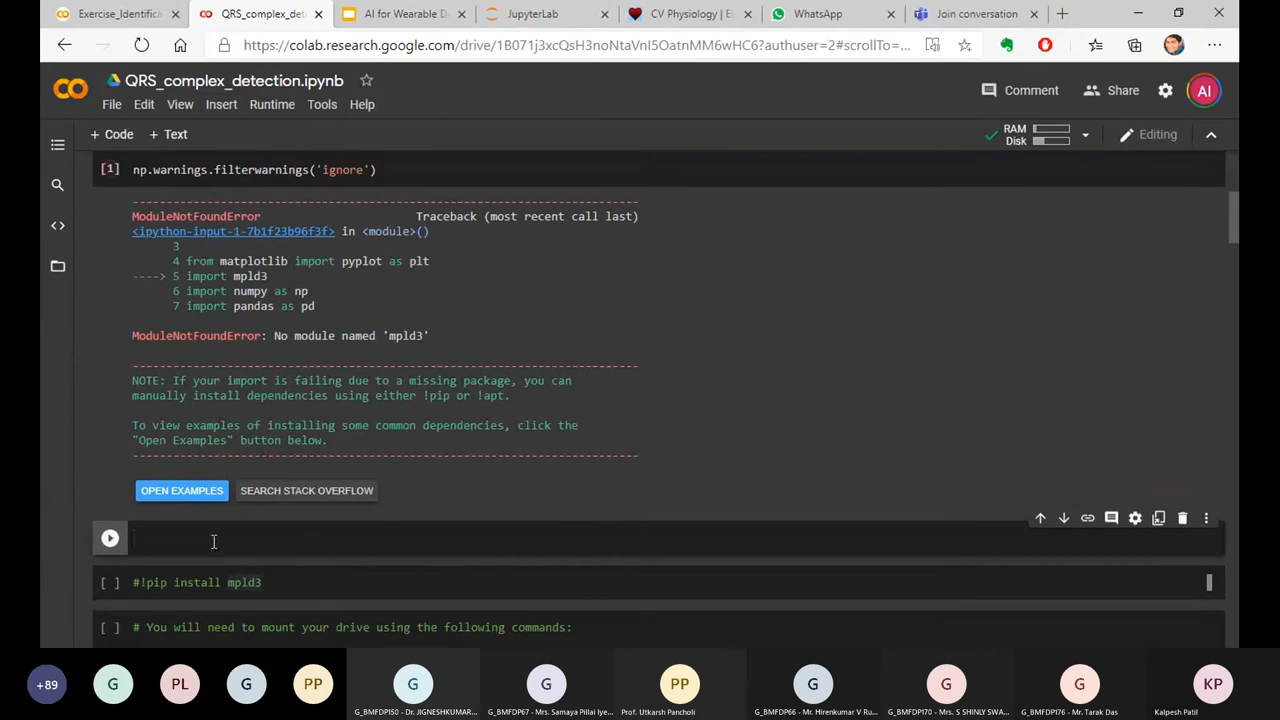 Exercise_Identifica
QRS_complex_dete
AI for Wearable D
JupyterLab
CV Physiology | E
WhatsApp
Join conversation
https://colab.research.google.com/drive/1B071j3xcQsH3noNtaVnI5OatnMM6wHC6?authuser=2#scrollTo=...
CO
QRS_complex_detection.ipynb
Comment
Share
AI
File Edit View Insert Runtime Tools Help
+ Code + Text
RAM
Disk
Editing
[1] np.warnings.filterwarnings('ignore')
---------------------------------------------------------------------------
ModuleNotFoundError Traceback (most recent call last)
<ipython-input-1-7b1f23b96f3f> in <module>()
3
4 from matplotlib import pyplot as plt
----> 5 import mpld3
6 import numpy as np
7 import pandas as pd
ModuleNotFoundError: No module named 'mpld3'
---------------------------------------------------------------------------
NOTE: If your import is failing due to a missing package, you can
manually install dependencies using either !pip or !apt.
To view examples of installing some common dependencies, click the
"Open Examples" button below.
---------------------------------------------------------------------------
OPEN EXAMPLES
SEARCH STACK OVERFLOW
[ ] #!pip install mpld3
[ ] # You will need to mount your drive using the following commands:
+89
G
PL
G
PP
G
G
PP
G
G
G
KP
G_BMFDP150 - Dr. JIGNESHKUMAR...
G_BMFDP67 - Mrs. Samaya Pillai Iye...
Prof. Utkarsh Pancholi
G_BMFDP66 - Mr. Hirenkumar V Ru...
G_BMFDP170 - Mrs. S SHINLY SWA...
G_BMFDP176 - Mr. Tarak Das
Kalpesh Patil